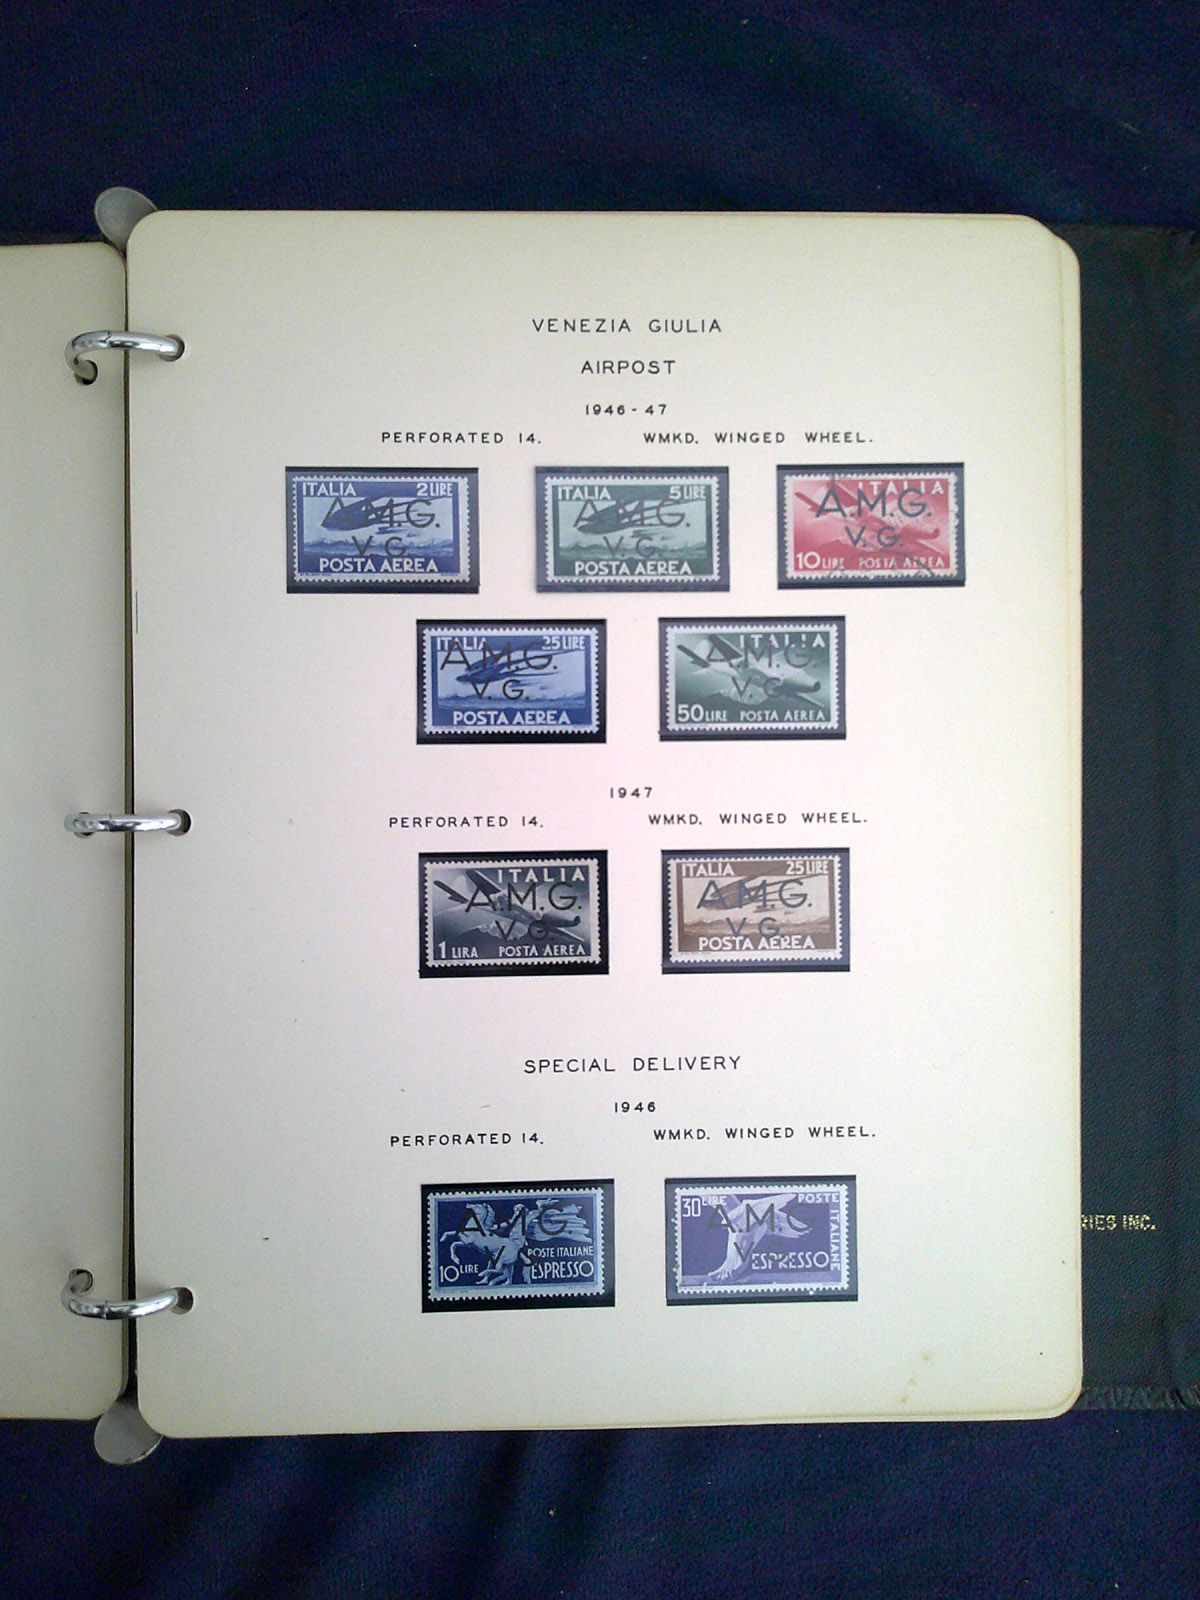 VENEZIA GIULIA
AIRPOST
1946-47
PERFORATED 14. WMKD. WINGED WHEEL.
ITALIA 2 LIRE
A.M.G.
V.G.
POSTA AEREA
ITALIA 5 LIRE
A.M.G.
V.G.
POSTA AEREA
ITALIA
A.M.G.
V.G.
10 LIRE POSTA AEREA
ITALIA 25 LIRE
A.M.G.
V.G.
POSTA AEREA
ITALIA
A.M.G.
V.G.
50 LIRE POSTA AEREA
1947
PERFORATED 14. WMKD. WINGED WHEEL.
ITALIA
A.M.G.
V.G.
1 LIRA POSTA AEREA
ITALIA 25 LIRE
A.M.G.
V.G.
POSTA AEREA
SPECIAL DELIVERY
1946
PERFORATED 14. WMKD. WINGED WHEEL.
A.M.G.
V.G.
POSTE ITALIANE
10 LIRE ESPRESSO
30 LIRE POSTE ITALIANE
A.M.G
V.
ESPRESSO
RIES INC.